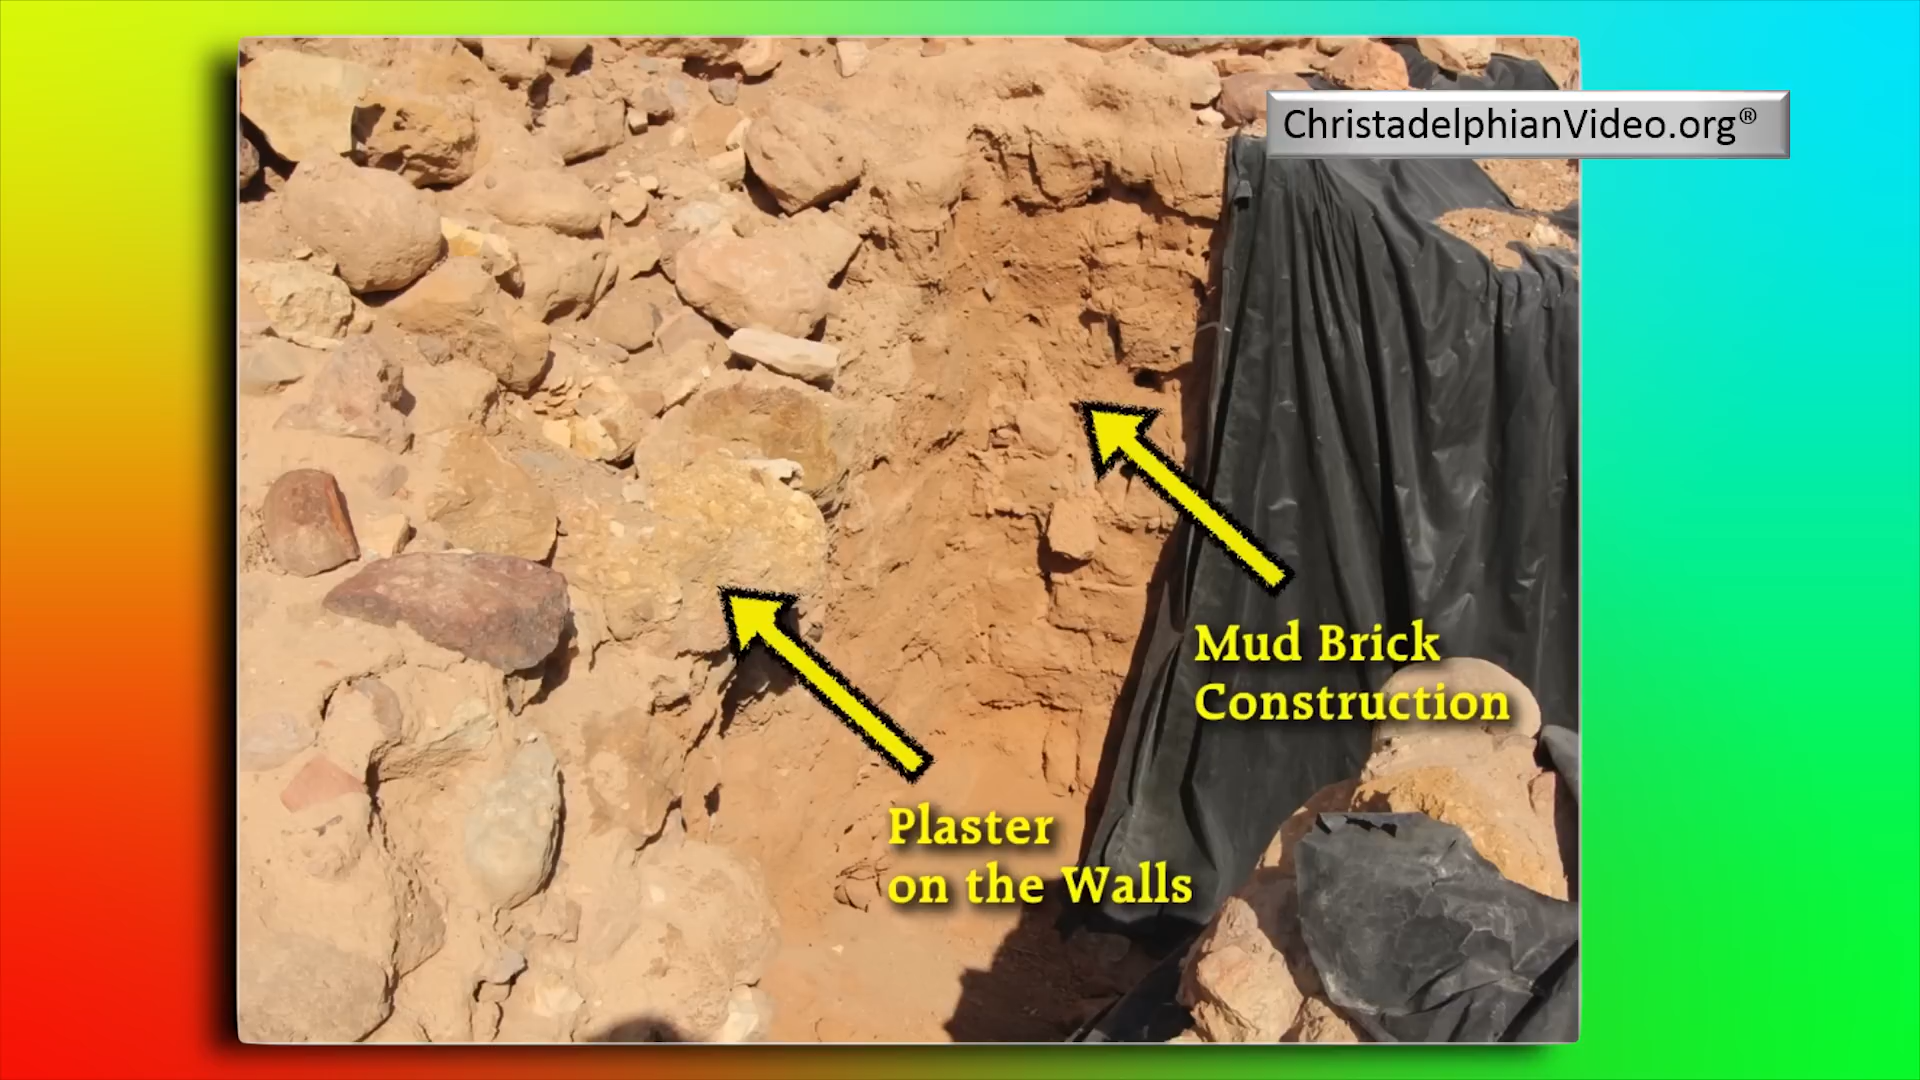 ChristadelphianVideo.org®
Mud Brick
Construction
Plaster
on the Walls